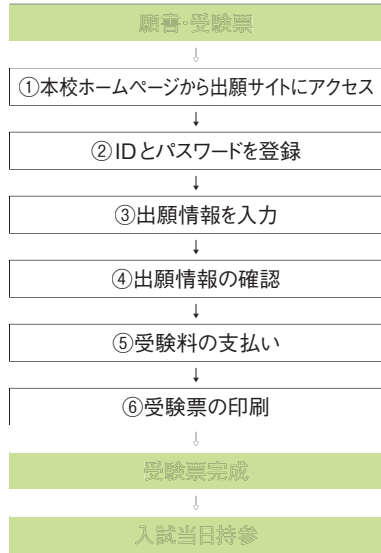 願書・受験票
↓
①本校ホームページから出願サイトにアクセス
↓
②IDとパスワードを登録
↓
③出願情報を入力
↓
④出願情報の確認
↓
⑤受験料の支払い
↓
⑥受験票の印刷
↓
受験票完成
↓
入試当日持参